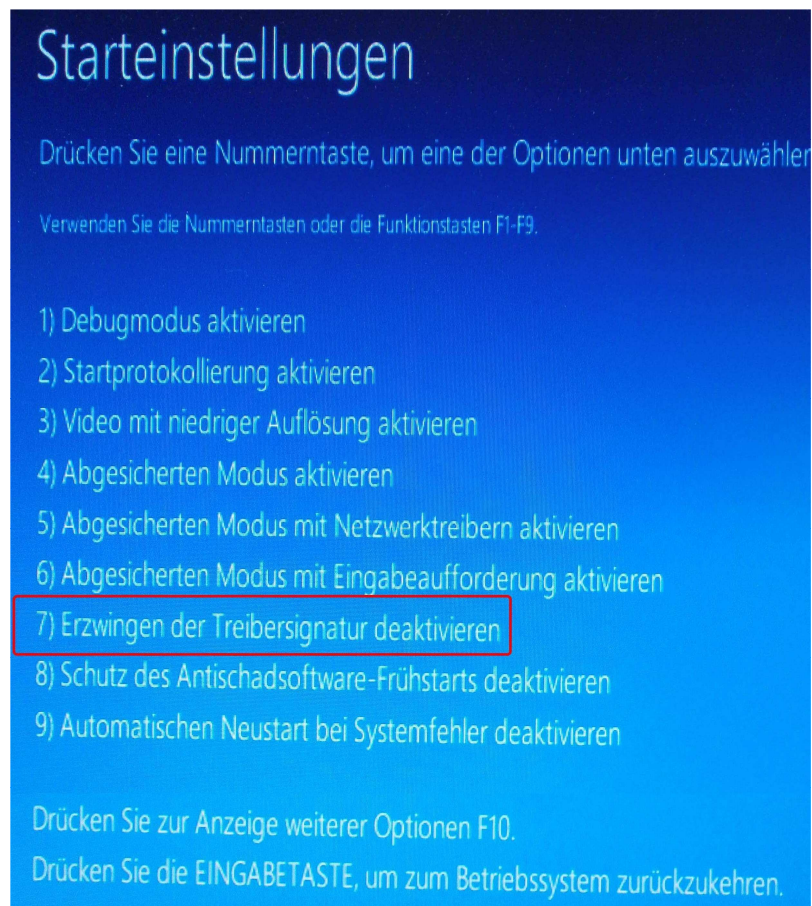 Starteinstellungen
Drücken Sie eine Nummerntaste, um eine der Optionen unten auszuwählen
Verwenden Sie die Nummerntasten oder die Funktionstasten F1-F9.
1) Debugmodus aktivieren
2) Startprotokollierung aktivieren
3) Video mit niedriger Auflösung aktivieren
4) Abgesicherten Modus aktivieren
5) Abgesicherten Modus mit Netzwerktreibern aktivieren
6) Abgesicherten Modus mit Eingabeaufforderung aktivieren
7) Erzwingen der Treibersignatur deaktivieren
8) Schutz des Antischadsoftware-Frühstarts deaktivieren
9) Automatischen Neustart bei Systemfehler deaktivieren
Drücken Sie zur Anzeige weiterer Optionen F10.
Drücken Sie die EINGABETASTE, um zum Betriebssystem zurückzukehren.